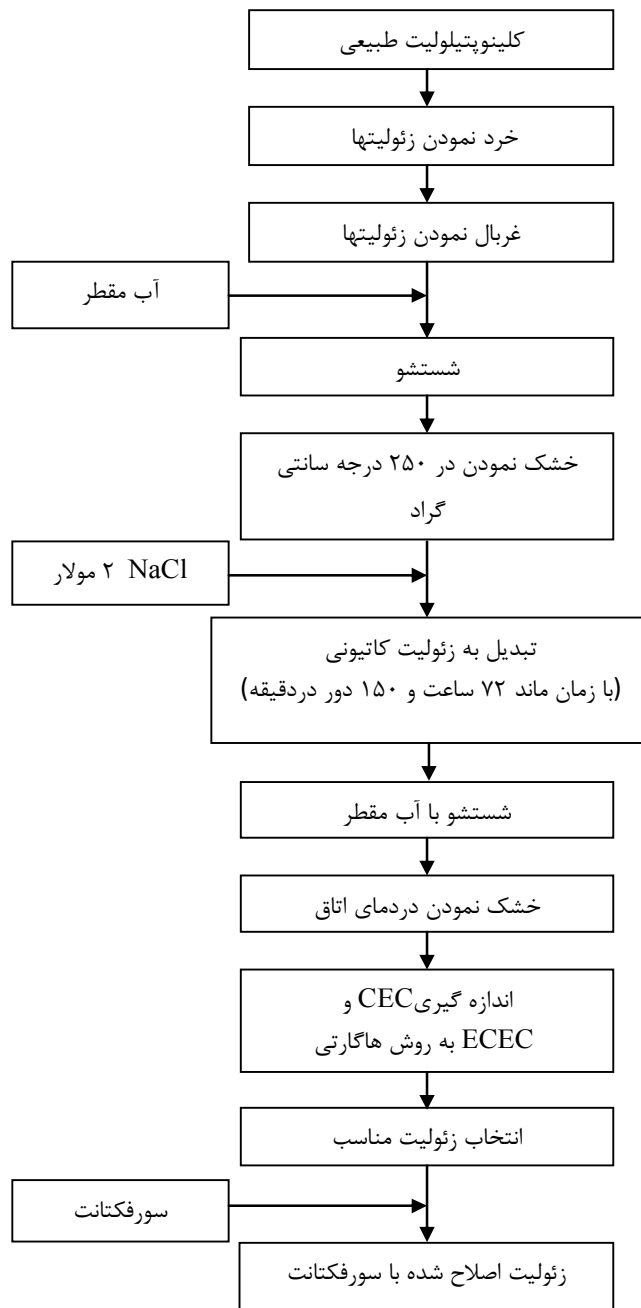 کلینوپتیلولیت طبیعی
خرد نمودن زئولیتها
غربال نمودن زئولیتها
آب مقطر
شستشو
خشک نمودن در ۲۵۰ درجه سانتی
گراد
NaCl ۲ مولار
تبدیل به زئولیت کاتیونی
(با زمان ماند ۷۲ ساعت و ۱۵۰ دور دردقیقه)
شستشو با آب مقطر
خشک نمودن دردمای اتاق
اندازه گیریCEC و
ECEC به روش هاگارتی
انتخاب زئولیت مناسب
سورفکتانت
زئولیت اصلاح شده با سورفکتانت